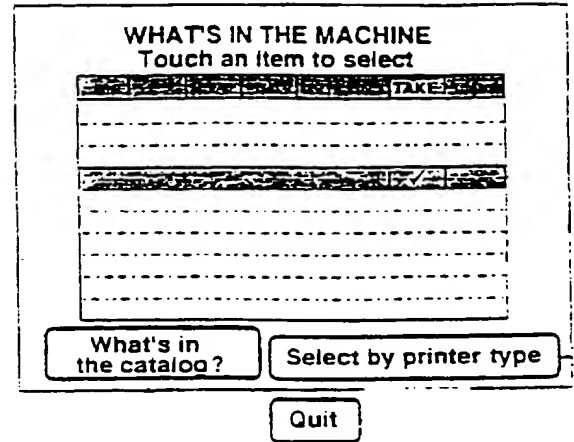 WHAT'S IN THE MACHINE
Touch an item to select
TAKE
✓
What's in
the catalog?
Select by printer type
Quit